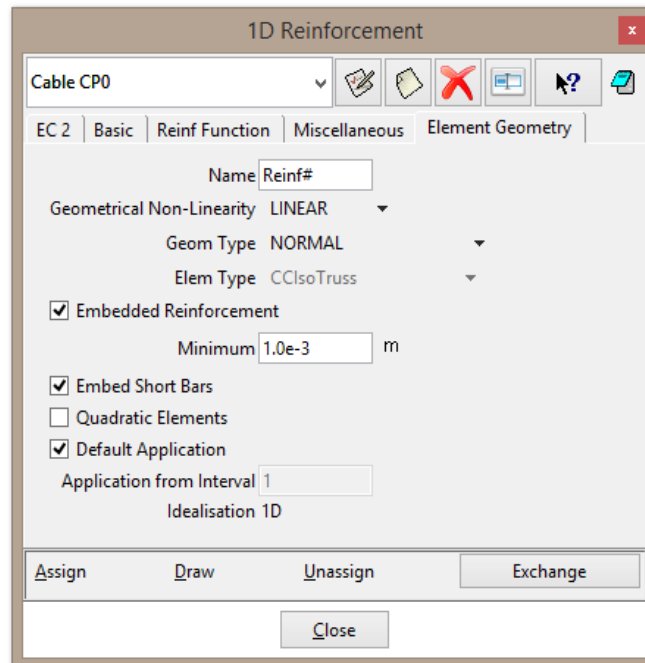 1D Reinforcement x
Cable CP0 ?
EC 2 Basic Reinf Function Miscellaneous Element Geometry
Name Reinf#
Geometrical Non-Linearity LINEAR
Geom Type NORMAL
Elem Type CCIsoTruss
Embedded Reinforcement
Minimum 1.0e-3 m
Embed Short Bars
Quadratic Elements
Default Application
Application from Interval 1
Idealisation 1D
Assign Draw Unassign Exchange
Close